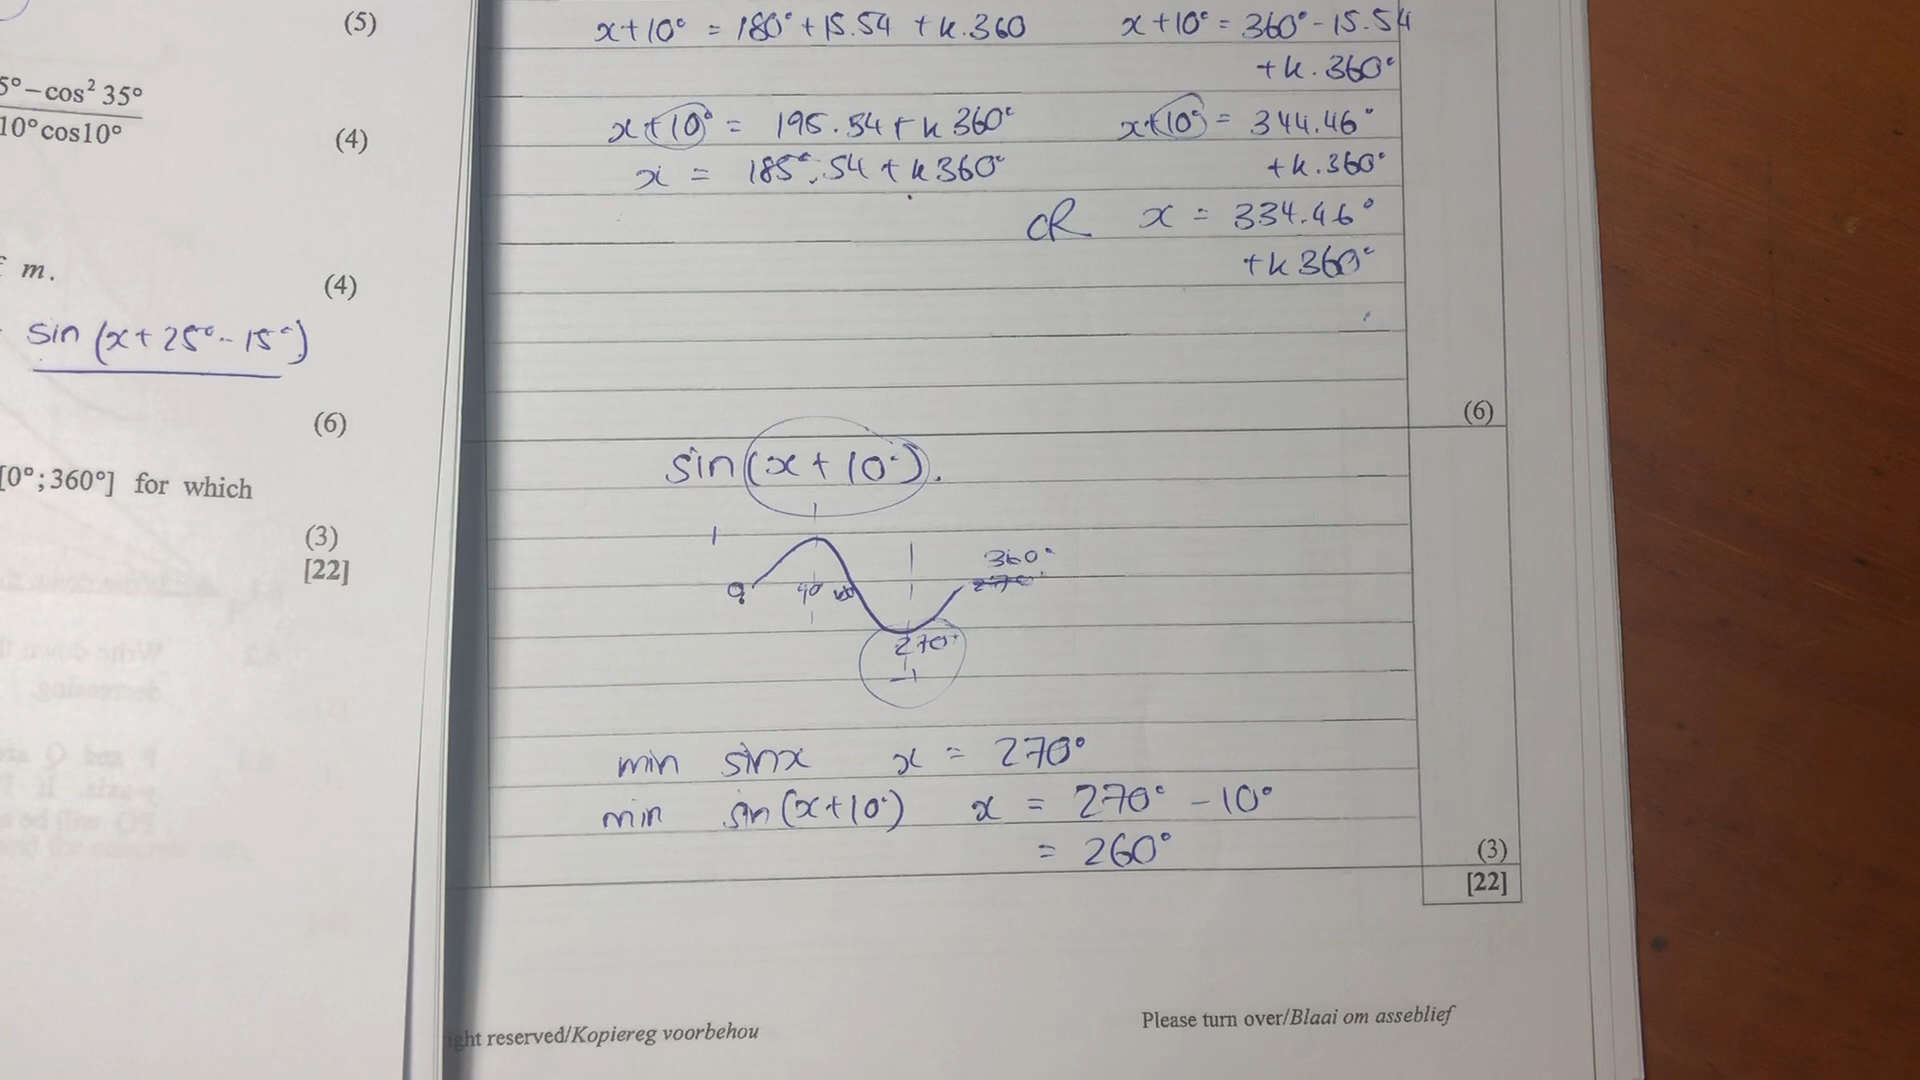 (5)
5° – cos² 35°
10° cos10°
(4)
m.
(4)
sin (x + 25° - 15°)
(6)
[0°; 360°] for which
(3)
[22]
x+10° = 180° + 15.54 + k.360
x+10° = 360° - 15.54
+ k. 360°
x+10° = 195.54 + k 360°
x+10° = 344.46°
+ k. 360°
x = 185°.54 + k 360°
OR x = 334.46°
+ k 360°
(6)
sin (x + 10°).
1
360°
0 90 180 270
270°
-1
min sinx x = 270°
min sin (x+10°) x = 270° - 10°
= 260°
(3)
[22]
ght reserved/Kopiereg voorbehou
Please turn over/Blaai om asseblief